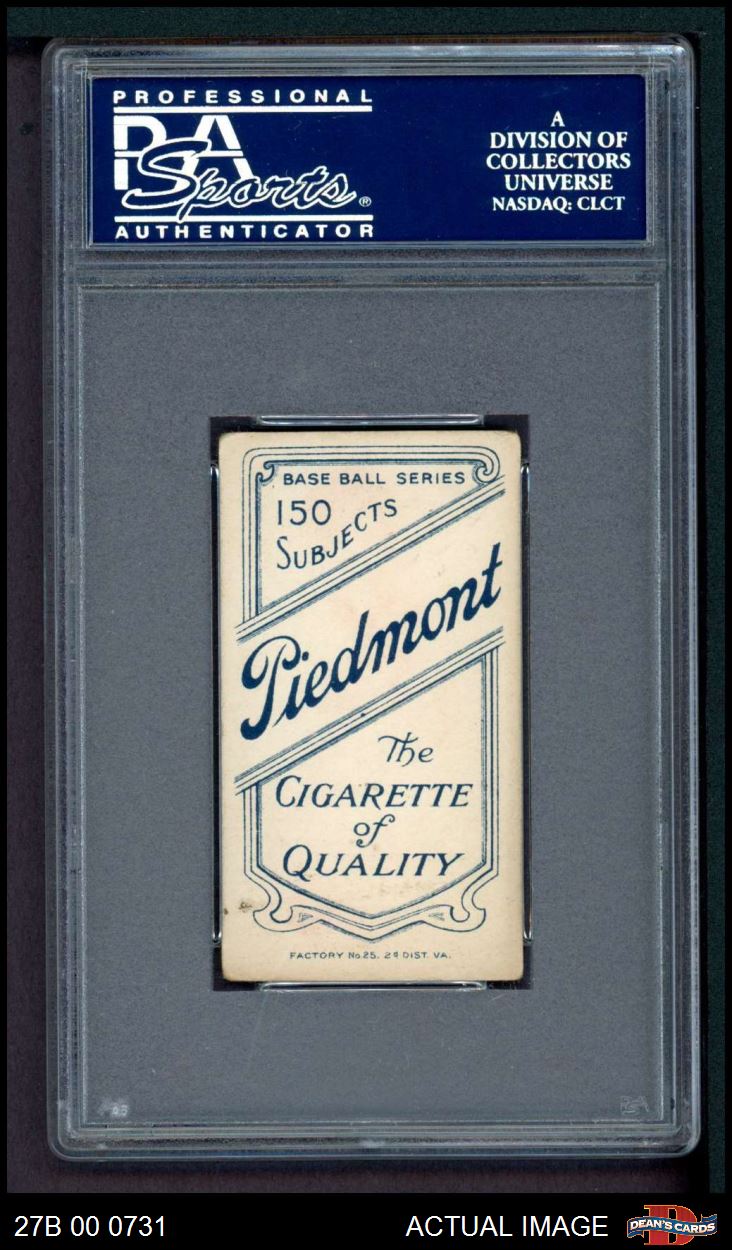 PROFESSIONAL
PSA
Sports®
AUTHENTICATOR
A
DIVISION OF
COLLECTORS
UNIVERSE
NASDAQ: CLCT
BASE BALL SERIES
150
SUBJECTS
Piedmont
The
CIGARETTE
of
QUALITY
FACTORY No.25. 2d DIST. VA.
PSA
27B 00 0731
ACTUAL IMAGE
DEAN'S CARDS